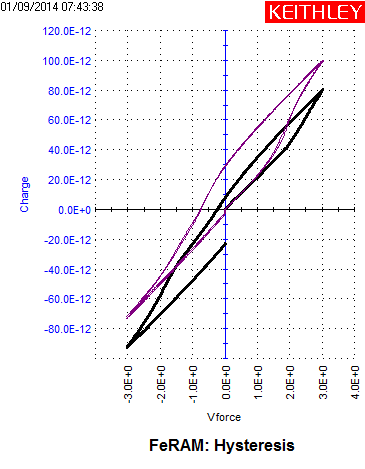 01/09/2014 07:43:38
KEITHLEY
120.0E-12
100.0E-12
80.0E-12
60.0E-12
40.0E-12
20.0E-12
0.0E+0
-20.0E-12
-40.0E-12
-60.0E-12
-80.0E-12
Charge
-3.0E+0
-2.0E+0
-1.0E+0
0.0E+0
1.0E+0
2.0E+0
3.0E+0
4.0E+0
Vforce
FeRAM: Hysteresis